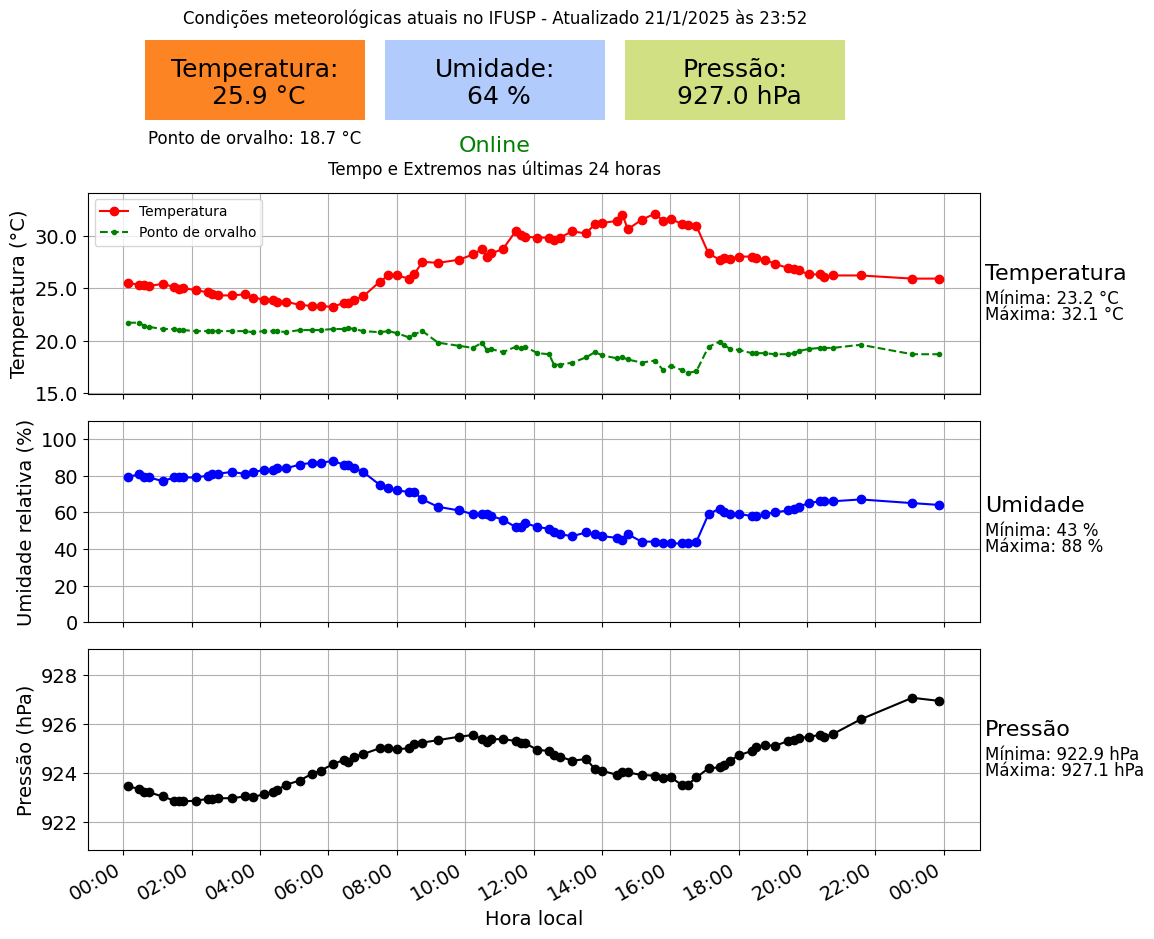 Condições meteorológicas atuais no IFUSP - Atualizado 21/1/2025 às 23:52
Temperatura:
25.9 °C
Umidade:
64 %
Pressão:
927.0 hPa
Ponto de orvalho: 18.7 °C
Online
Tempo e Extremos nas últimas 24 horas
Temperatura (°C)
30.0
25.0
20.0
15.0
Temperatura
Ponto de orvalho
Temperatura
Mínima: 23.2 °C
Máxima: 32.1 °C
Umidade relativa (%)
100
80
60
40
20
0
Umidade
Mínima: 43 %
Máxima: 88 %
Pressão (hPa)
928
926
924
922
Pressão
Mínima: 922.9 hPa
Máxima: 927.1 hPa
00:00 02:00 04:00 06:00 08:00 10:00 12:00 14:00 16:00 18:00 20:00 22:00 00:00
Hora local